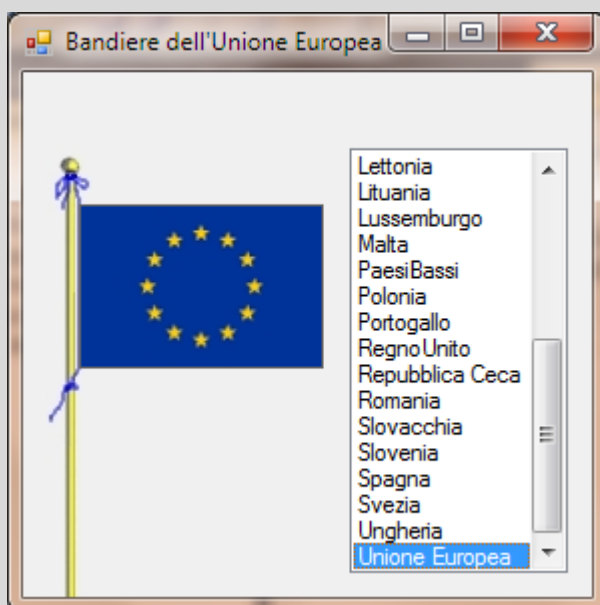 Bandiere dell'Unione Europea
Lettonia
Lituania
Lussemburgo
Malta
PaesiBassi
Polonia
Portogallo
RegnoUnito
Repubblica Ceca
Romania
Slovacchia
Slovenia
Spagna
Svezia
Ungheria
Unione Europea